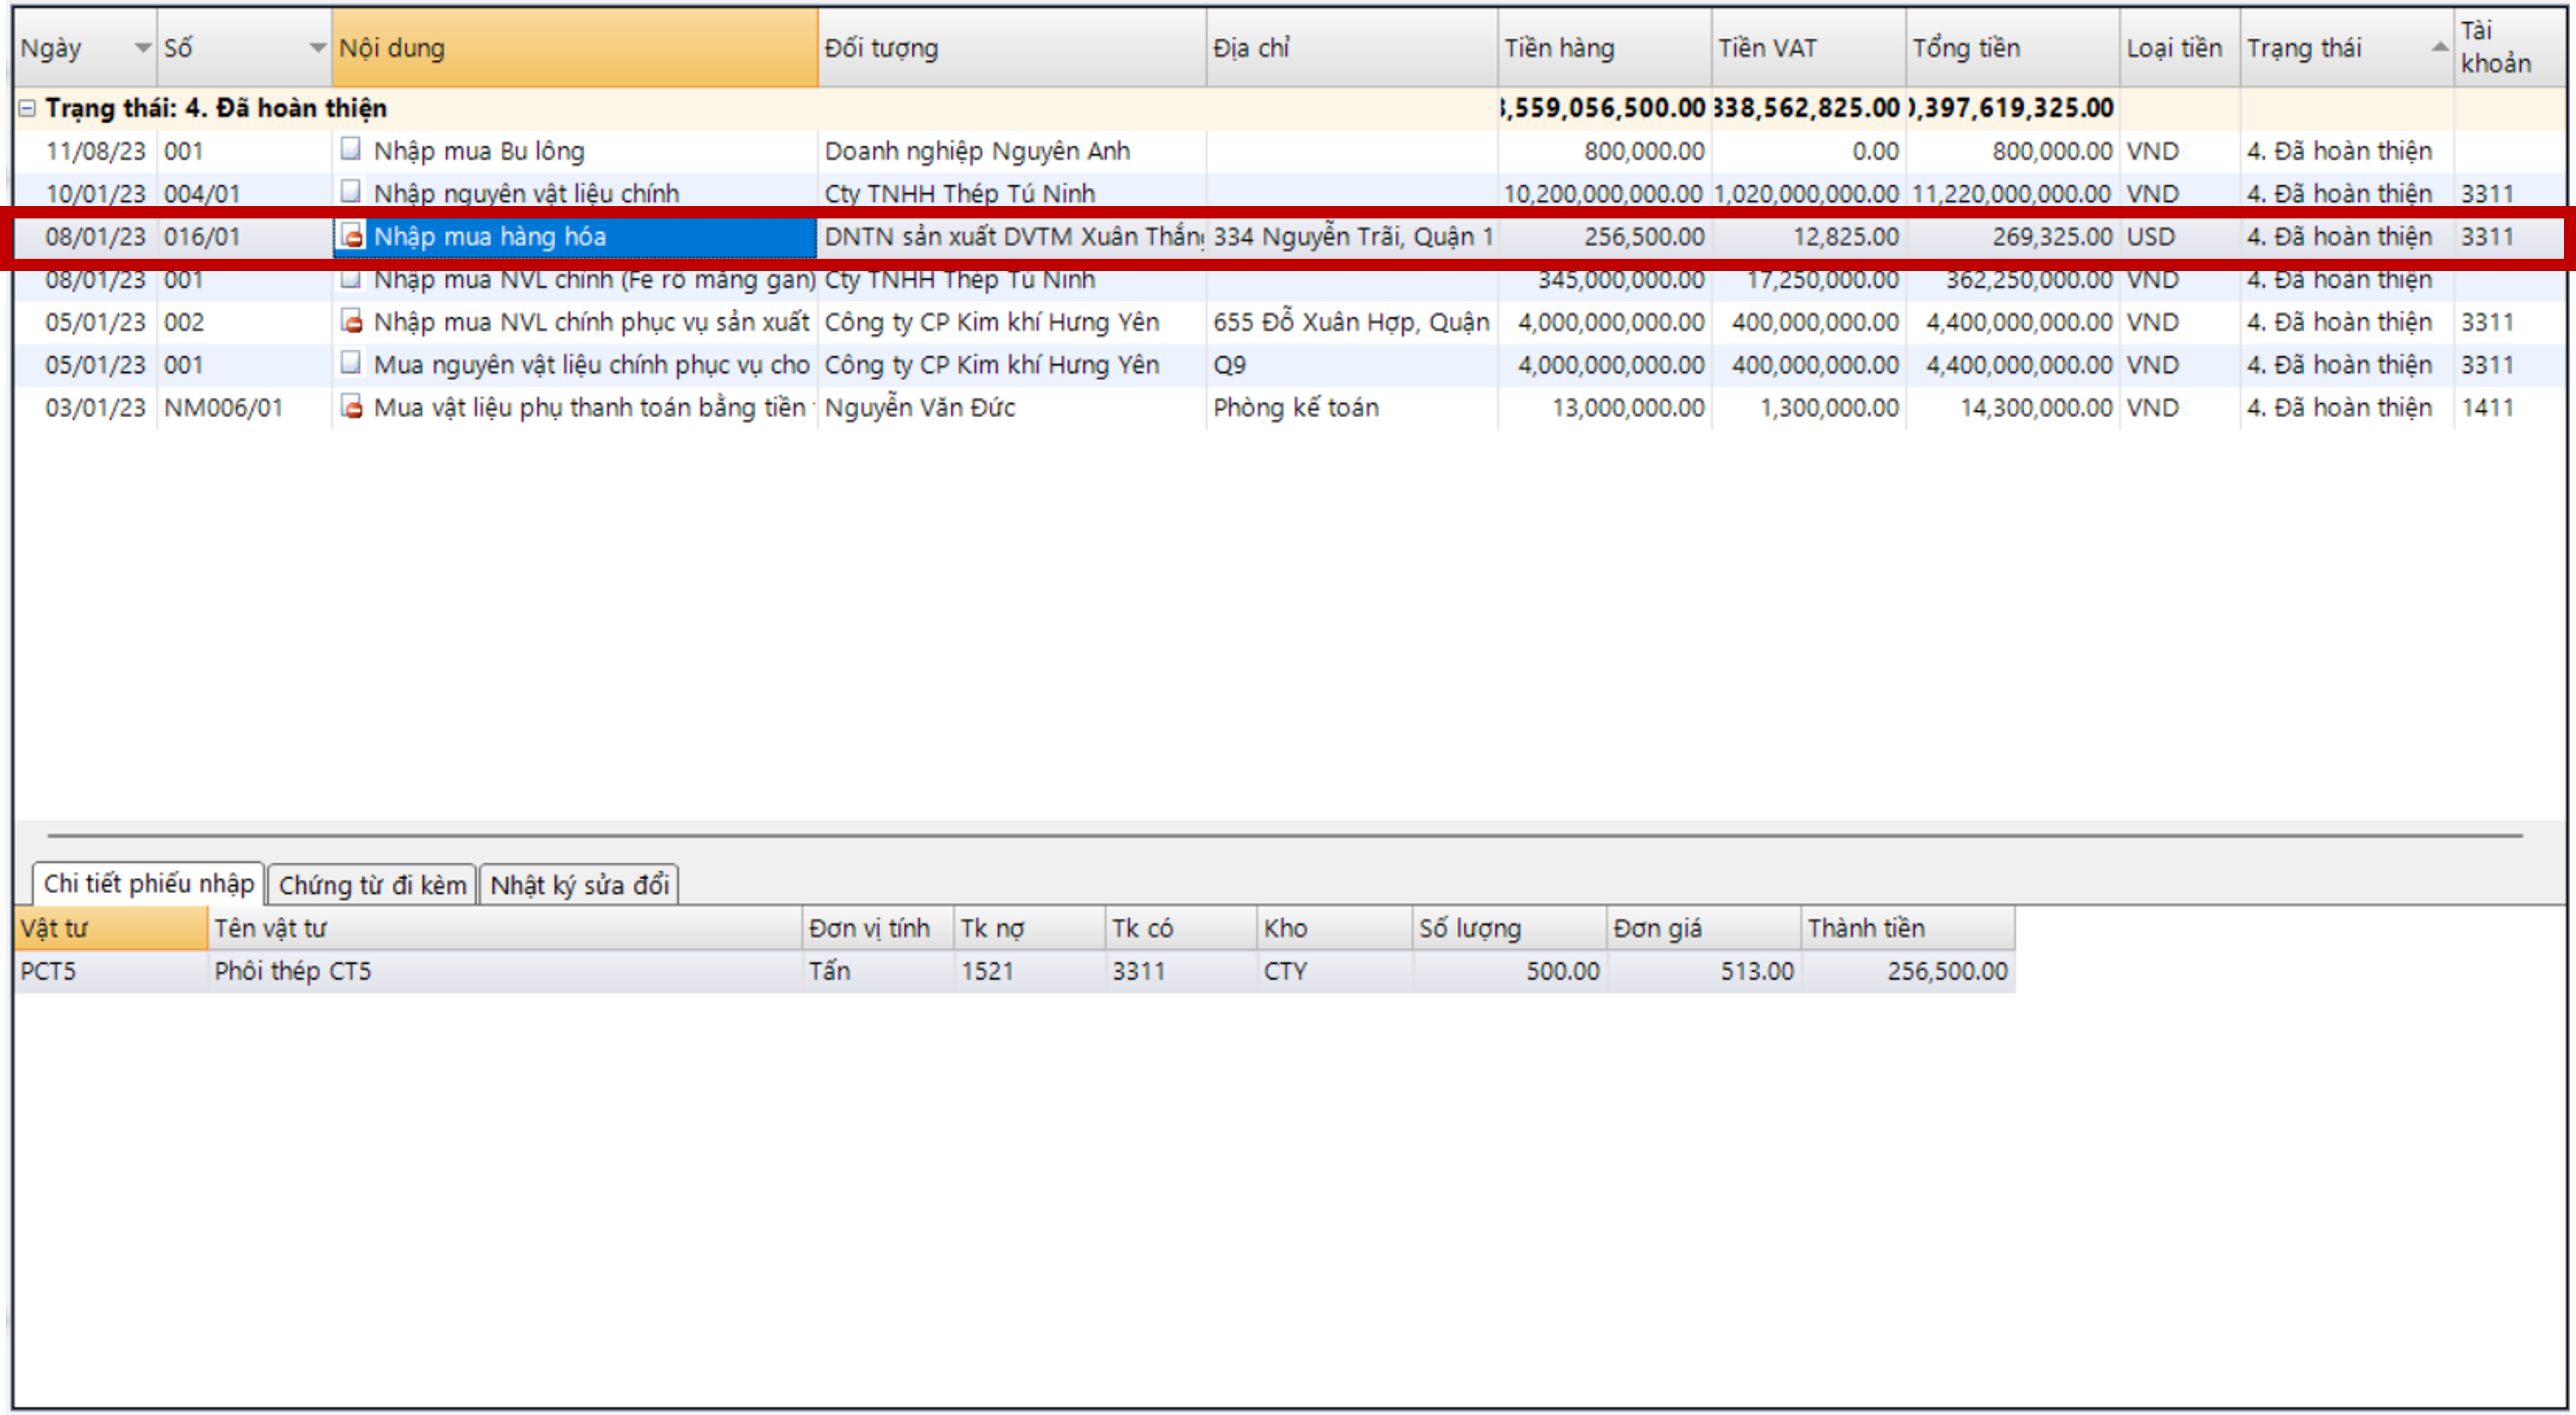 Ngày Số Nội dung Đối tượng Địa chỉ Tiền hàng Tiền VAT Tổng tiền Loại tiền Trạng thái Tài khoản
Trạng thái: 4. Đã hoàn thiện ,559,056,500.00 338,562,825.00 ,397,619,325.00
11/08/23 001 Nhập mua Bu lông Doanh nghiệp Nguyên Anh 800,000.00 0.00 800,000.00 VND 4. Đã hoàn thiện
10/01/23 004/01 Nhập nguyên vật liệu chính Cty TNHH Thép Tú Ninh 10,200,000,000.00 1,020,000,000.00 11,220,000,000.00 VND 4. Đã hoàn thiện 3311
08/01/23 016/01 Nhập mua hàng hóa DNTN sản xuất DVTM Xuân Thắng 334 Nguyễn Trãi, Quận 1 256,500.00 12,825.00 269,325.00 USD 4. Đã hoàn thiện 3311
08/01/23 001 Nhập mua NVL chính (Fe rô măng gan) Cty TNHH Thép Tú Ninh 345,000,000.00 17,250,000.00 362,250,000.00 VND 4. Đã hoàn thiện
05/01/23 002 Nhập mua NVL chính phục vụ sản xuất Công ty CP Kim khí Hưng Yên 655 Đỗ Xuân Hợp, Quận 4,000,000,000.00 400,000,000.00 4,400,000,000.00 VND 4. Đã hoàn thiện 3311
05/01/23 001 Mua nguyên vật liệu chính phục vụ cho Công ty CP Kim khí Hưng Yên Q9 4,000,000,000.00 400,000,000.00 4,400,000,000.00 VND 4. Đã hoàn thiện 3311
03/01/23 NM006/01 Mua vật liệu phụ thanh toán bằng tiền Nguyễn Văn Đức Phòng kế toán 13,000,000.00 1,300,000.00 14,300,000.00 VND 4. Đã hoàn thiện 1411
Chi tiết phiếu nhập Chứng từ đi kèm Nhật ký sửa đổi
Vật tư Tên vật tư Đơn vị tính Tk nợ Tk có Kho Số lượng Đơn giá Thành tiền
PCT5 Phôi thép CT5 Tấn 1521 3311 CTY 500.00 513.00 256,500.00